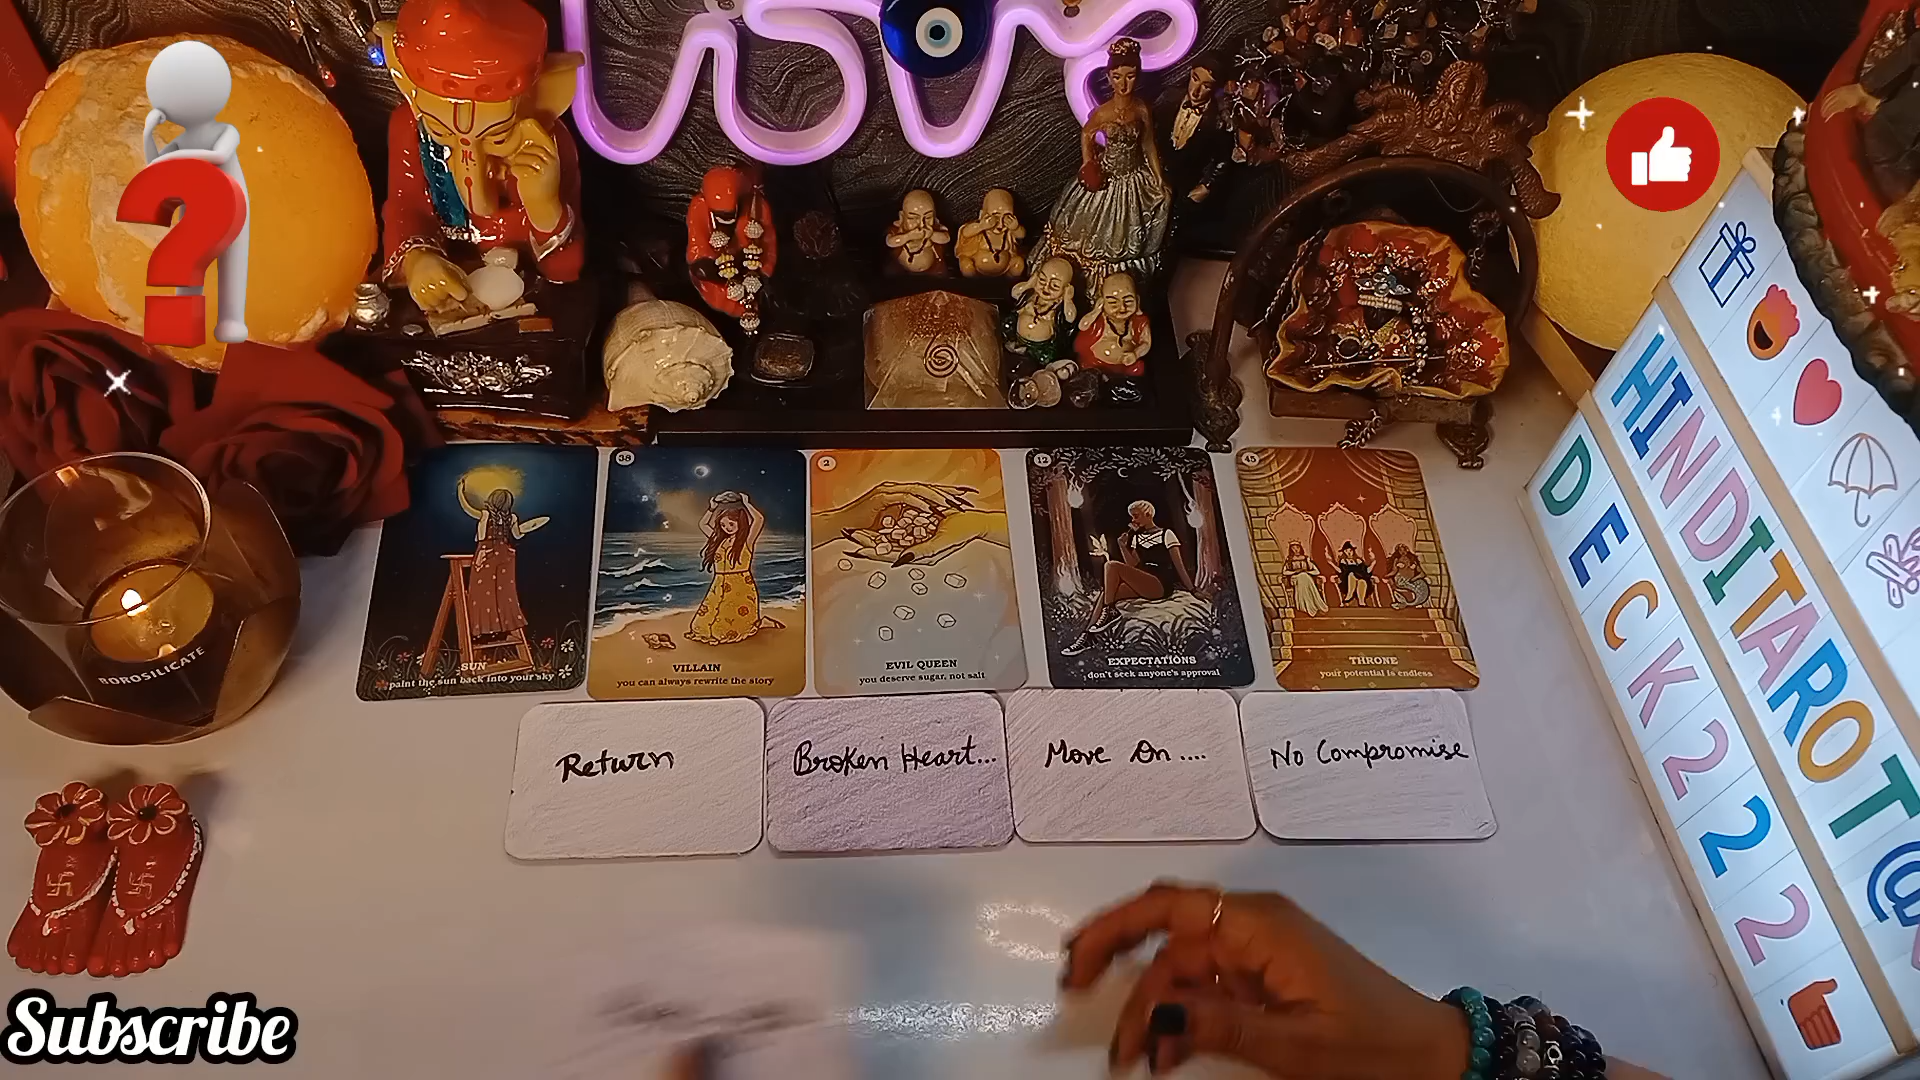 SUN
paint the sun back into your sky
38
VILLAIN
you can always rewrite the story
2
EVIL QUEEN
you deserve sugar, not salt
12
EXPECTATIONS
don't seek anyone's approval
45
THRONE
your potential is endless
Return
Broken Heart...
Move On....
No Compromise
HINDITAROT@
DECK222
BOROSILICATE
?
Subscribe